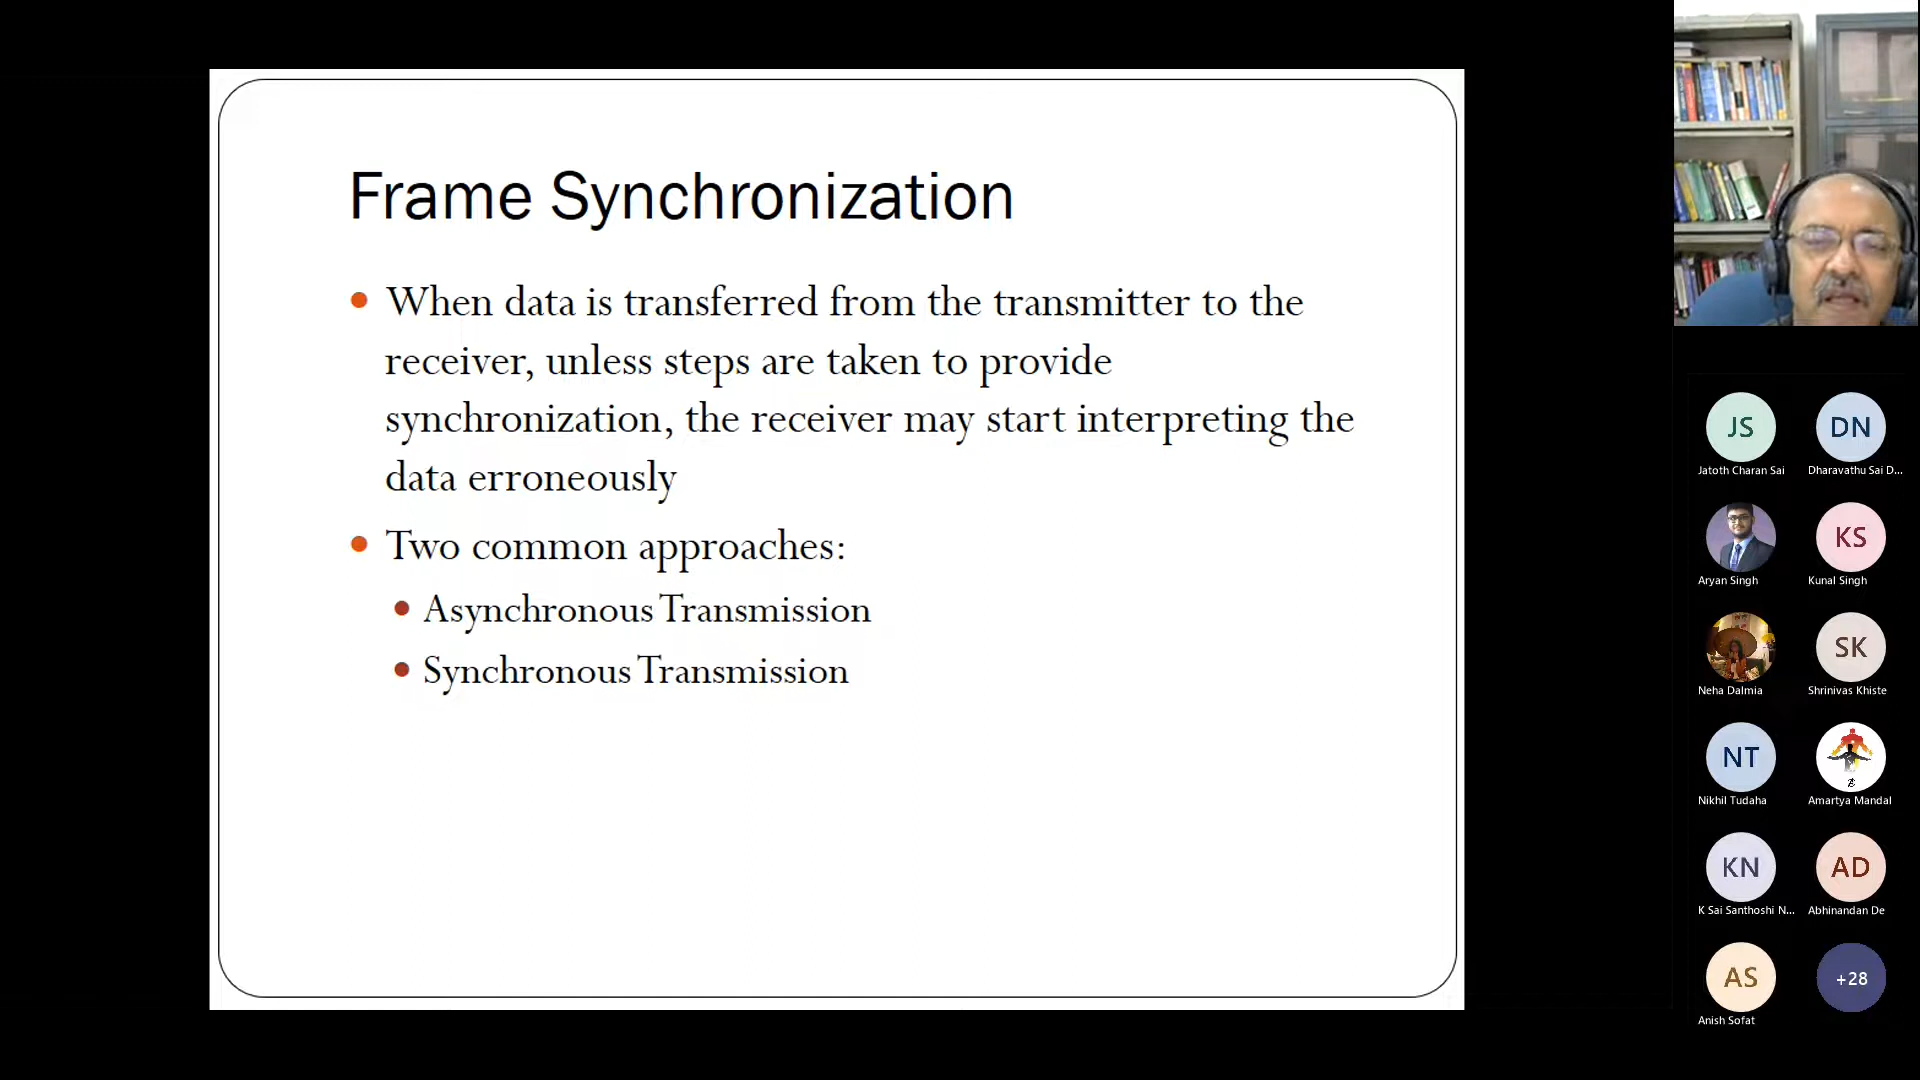 Frame Synchronization
When data is transferred from the transmitter to the
receiver, unless steps are taken to provide
synchronization, the receiver may start interpreting the
data erroneously
Two common approaches:
Asynchronous Transmission
Synchronous Transmission
JS
DN
Jatoth Charan Sai
Dharavathu Sai D...
KS
Aryan Singh
Kunal Singh
SK
Neha Dalmia
Shrinivas Khiste
NT
Nikhil Tudaha
Amartya Mandal
KN
AD
K Sai Santhoshi N...
Abhinandan De
AS
+28
Anish Sofat